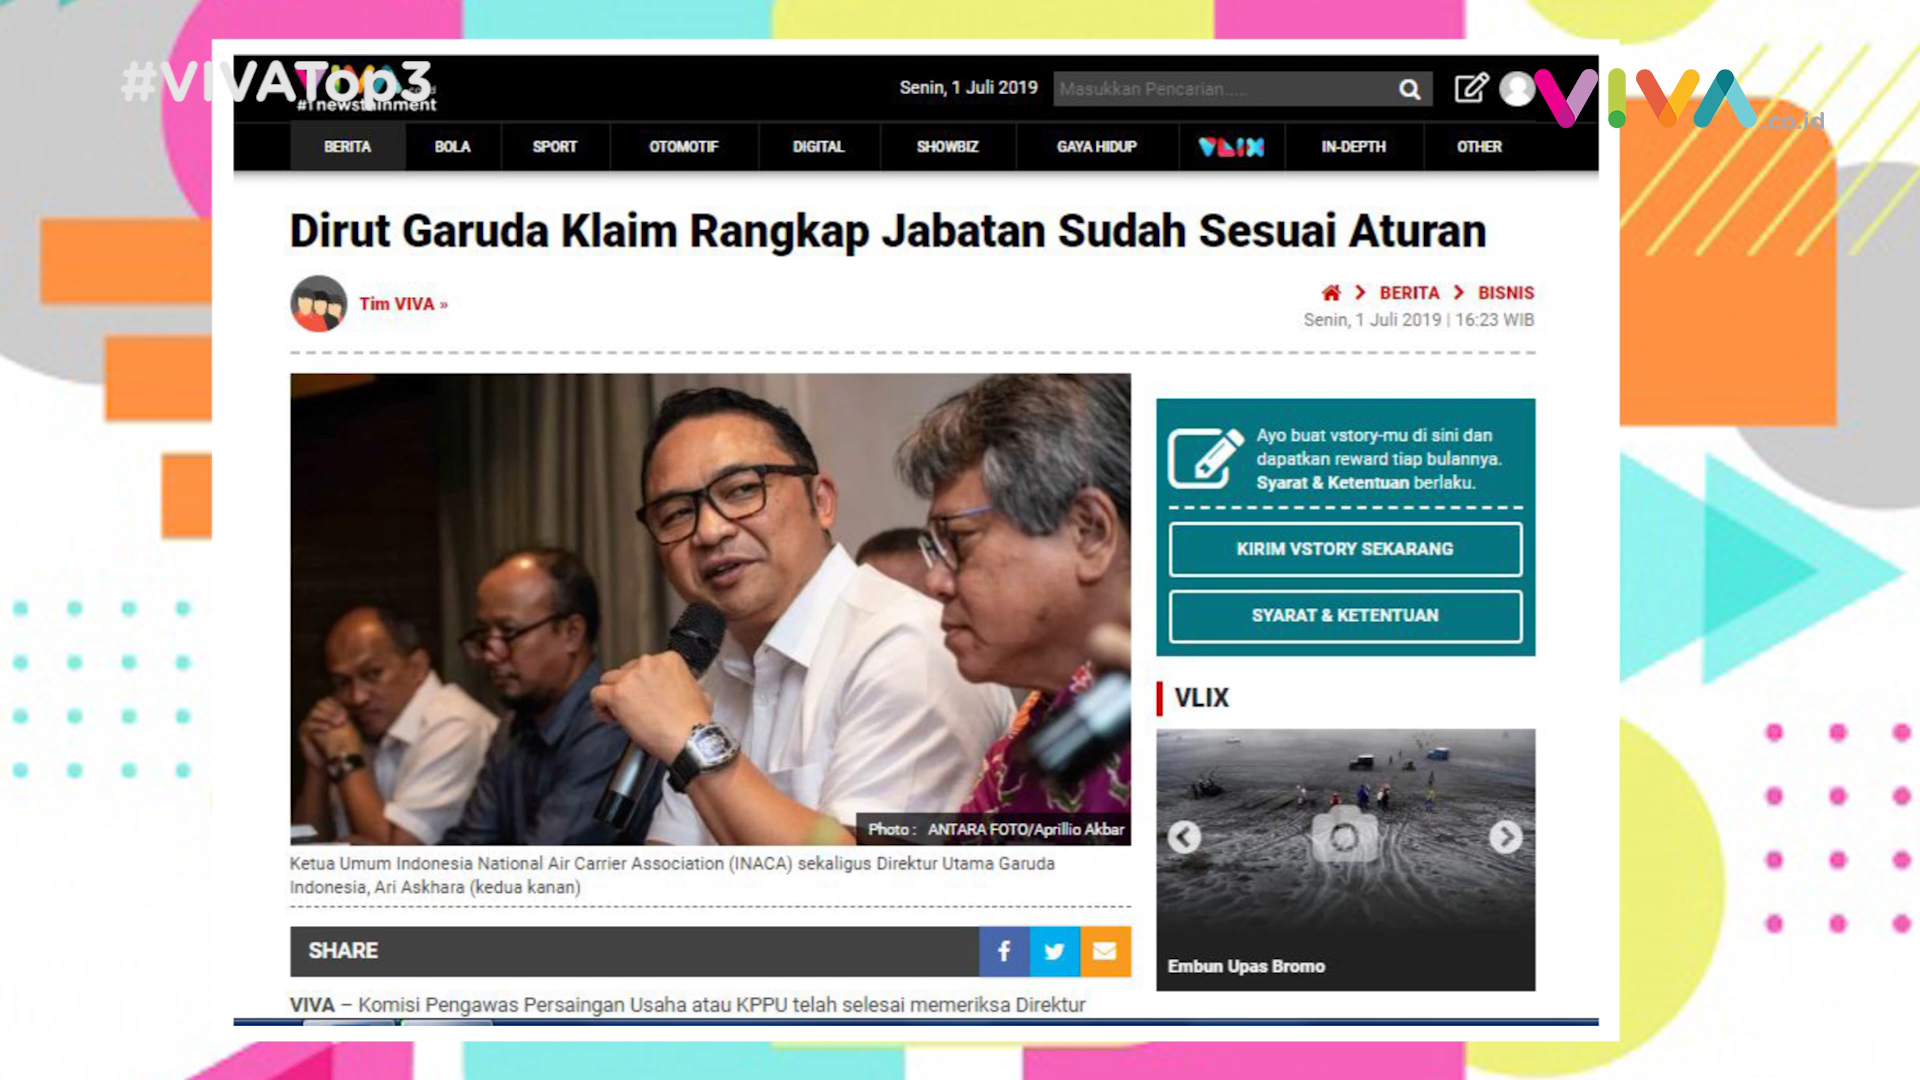 #VIVATop3
#1newstainment
Senin, 1 Juli 2019
Masukkan Pencarian.....
VIVA.co.id
BERITA
BOLA
SPORT
OTOMOTIF
DIGITAL
SHOWBIZ
GAYA HIDUP
VLIX
IN-DEPTH
OTHER
Dirut Garuda Klaim Rangkap Jabatan Sudah Sesuai Aturan
Tim VIVA »
BERITA > BISNIS
Senin, 1 Juli 2019 | 16:23 WIB
Photo : ANTARA FOTO/Aprillio Akbar
Ketua Umum Indonesia National Air Carrier Association (INACA) sekaligus Direktur Utama Garuda
Indonesia, Ari Askhara (kedua kanan)
SHARE
VIVA – Komisi Pengawas Persaingan Usaha atau KPPU telah selesai memeriksa Direktur
Ayo buat vstory-mu di sini dan
dapatkan reward tiap bulannya.
Syarat & Ketentuan berlaku.
KIRIM VSTORY SEKARANG
SYARAT & KETENTUAN
VLIX
Embun Upas Bromo